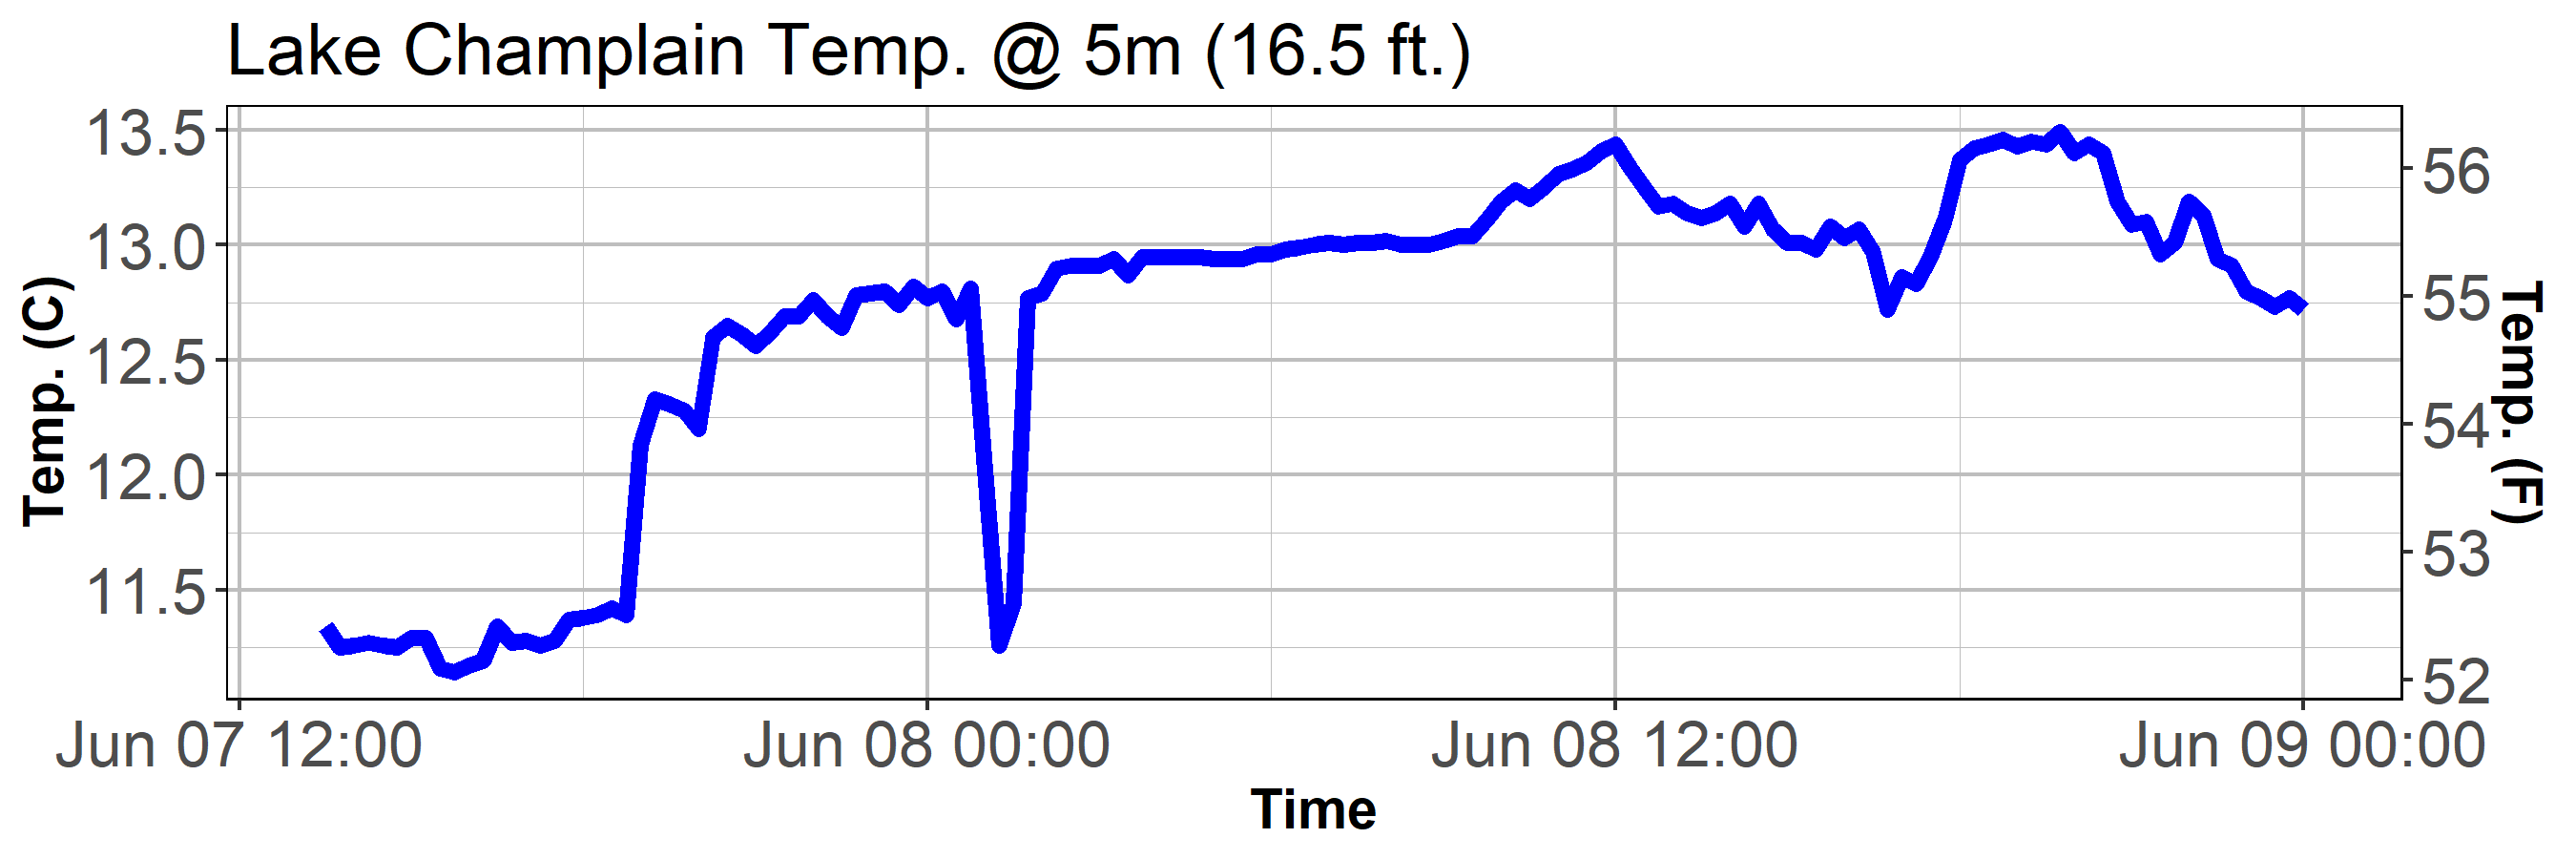 Lake Champlain Temp. @ 5m (16.5 ft.)
Temp. (C)
13.5
13.0
12.5
12.0
11.5
56
55
54
53
52
Temp. (F)
Jun 07 12:00
Jun 08 00:00
Jun 08 12:00
Jun 09 00:00
Time